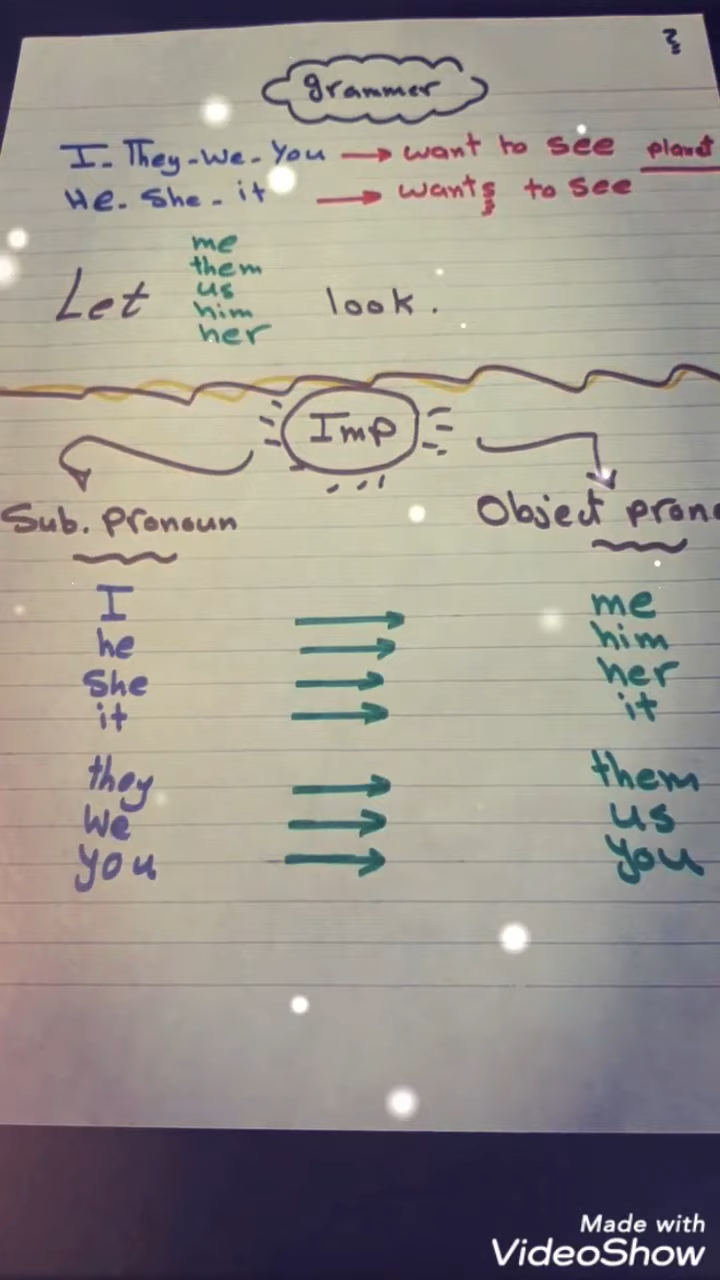 grammer
I - They - We - You → want to see planet
He - She - it → wants to see
me
them
us
Let him look.
her
Imp
Sub. Pronoun Object
I → me
he → him
She → her
it → it
they → them
We → us
you → you
Made with
VideoShow